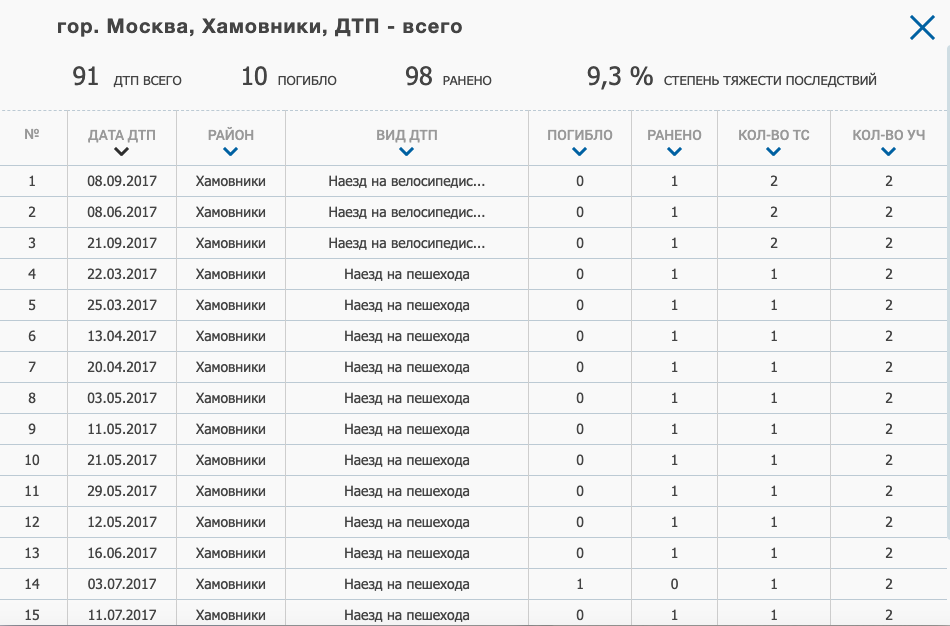 гор. Москва, Хамовники, ДТП - всего
91 ДТП ВСЕГО 10 ПОГИБЛО 98 РАНЕНО 9,3 % СТЕПЕНЬ ТЯЖЕСТИ ПОСЛЕДСТВИЙ
№ ДАТА ДТП РАЙОН ВИД ДТП ПОГИБЛО РАНЕНО КОЛ-ВО ТС КОЛ-ВО УЧ
1 08.09.2017 Хамовники Наезд на велосипедис... 0 1 2 2
2 08.06.2017 Хамовники Наезд на велосипедис... 0 1 2 2
3 21.09.2017 Хамовники Наезд на велосипедис... 0 1 2 2
4 22.03.2017 Хамовники Наезд на пешехода 0 1 1 2
5 25.03.2017 Хамовники Наезд на пешехода 0 1 1 2
6 13.04.2017 Хамовники Наезд на пешехода 0 1 1 2
7 20.04.2017 Хамовники Наезд на пешехода 0 1 1 2
8 03.05.2017 Хамовники Наезд на пешехода 0 1 1 2
9 11.05.2017 Хамовники Наезд на пешехода 0 1 1 2
10 21.05.2017 Хамовники Наезд на пешехода 0 1 1 2
11 29.05.2017 Хамовники Наезд на пешехода 0 1 1 2
12 12.05.2017 Хамовники Наезд на пешехода 0 1 1 2
13 16.06.2017 Хамовники Наезд на пешехода 0 1 1 2
14 03.07.2017 Хамовники Наезд на пешехода 1 0 1 2
15 11.07.2017 Хамовники Наезд на пешехода 0 1 1 2